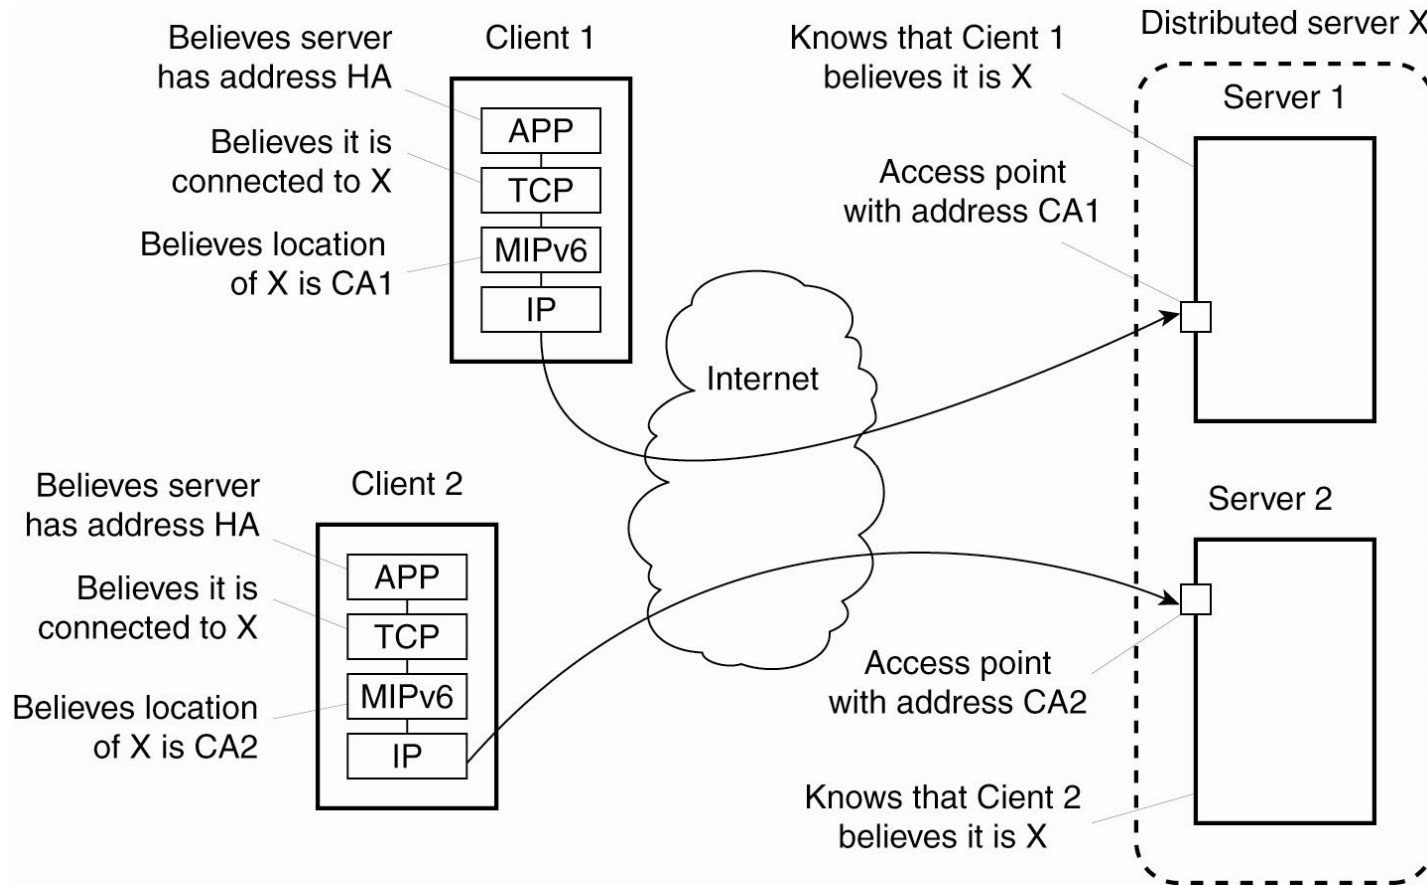 Believes server
has address HA
Client 1
Knows that Cient 1
believes it is X
Distributed server X
Server 1
APP
Believes it is
connected to X
TCP
Access point
with address CA1
Believes location
of X is CA1
MIPv6
IP
Internet
Believes server
has address HA
Client 2
Server 2
APP
Believes it is
connected to X
TCP
Believes location
of X is CA2
MIPv6
IP
Access point
with address CA2
Knows that Cient 2
believes it is X